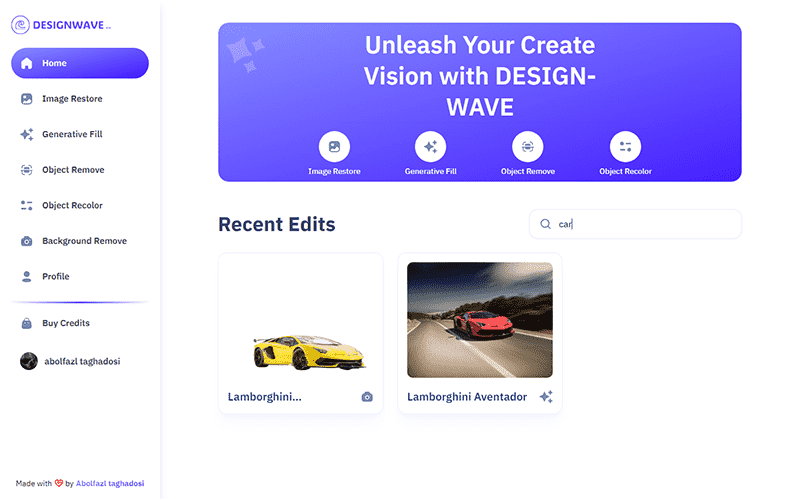 DESIGNWAVE
Home
Image Restore
Generative Fill
Object Remove
Object Recolor
Background Remove
Profile
Buy Credits
abolfazl taghadosi
Made with ❤️ by Abolfazl taghadosi
Unleash Your Create
Vision with DESIGN-
WAVE
Image Restore
Generative Fill
Object Remove
Object Recolor
Recent Edits
car
Lamborghini...
Lamborghini Aventador